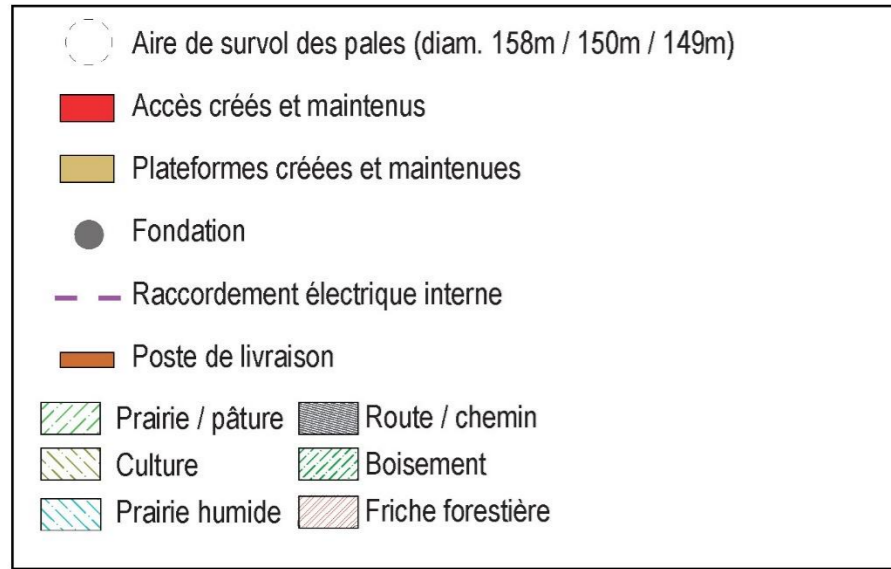 Aire de survol des pales (diam. 158m / 150m / 149m)
Accès créés et maintenus
Plateformes créées et maintenues
Fondation
Raccordement électrique interne
Poste de livraison
Prairie / pâture
Route / chemin
Culture
Boisement
Prairie humide
Friche forestière